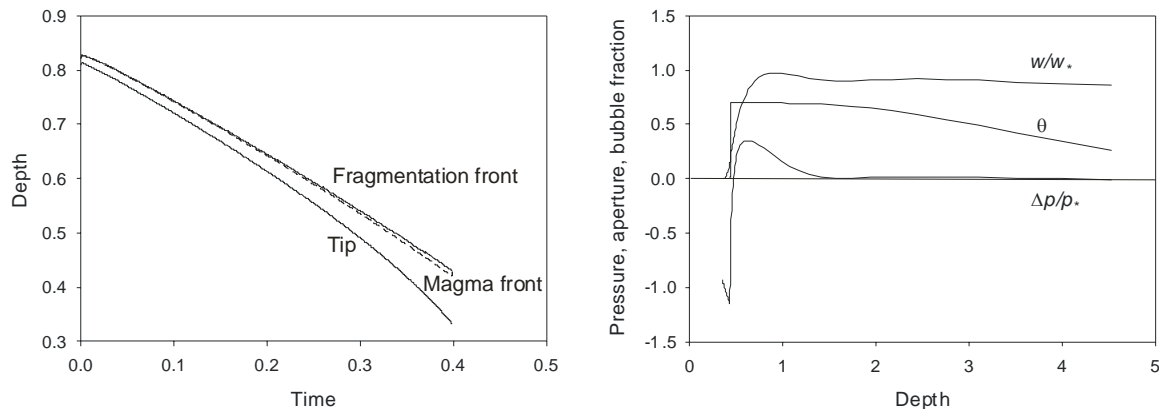 0.9
0.8
0.7
0.6
0.5
0.4
0.3
0.0 0.1 0.2 0.3 0.4 0.5
Depth
Time
Fragmentation front
Tip
Magma front
1.5
1.0
0.5
0.0
-0.5
-1.0
-1.5
0 1 2 3 4 5
Pressure, aperture, bubble fraction
Depth
w/w*
θ
Δp/p*